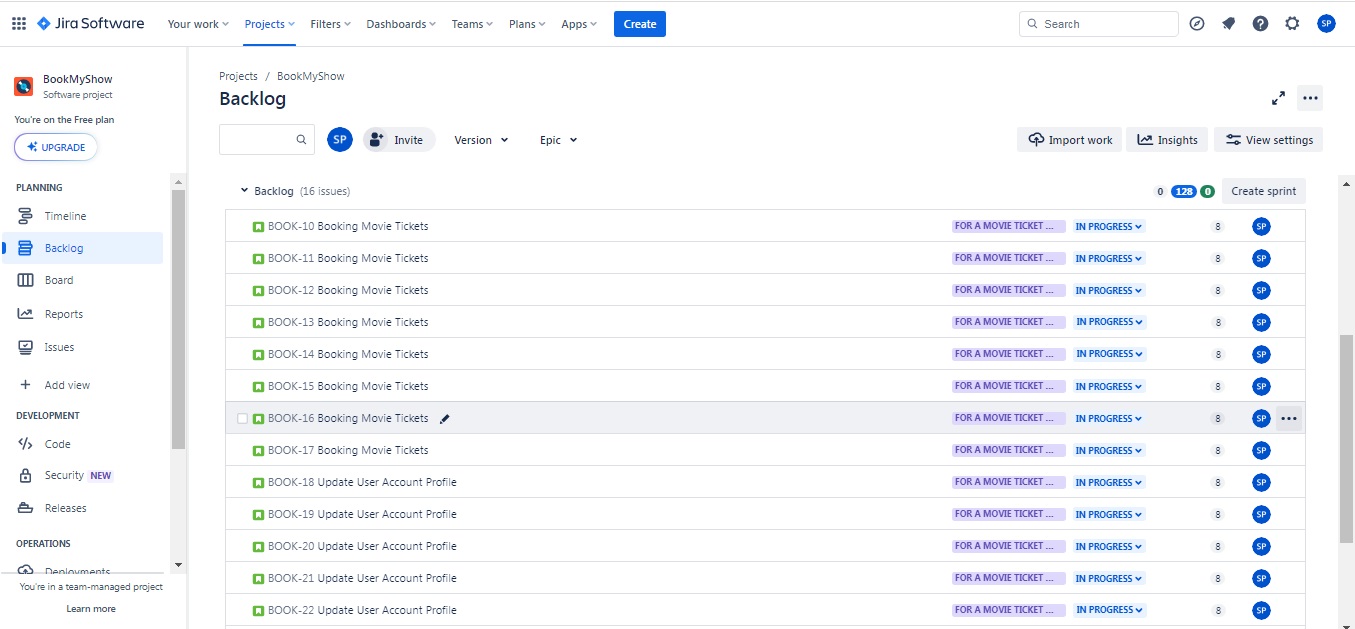 Jira Software Your work Projects Filters Dashboards Teams Plans Apps Create Search SP
BookMyShow
Software project
You're on the Free plan
UPGRADE
PLANNING
Timeline
Backlog
Board
Reports
Issues
Add view
DEVELOPMENT
Code
Security NEW
Releases
OPERATIONS
Deployments
You're in a team-managed project
Learn more
Projects / BookMyShow
Backlog
SP Invite Version Epic Import work Insights View settings
Backlog (16 issues) 0 128 0 Create sprint
BOOK-10 Booking Movie Tickets FOR A MOVIE TICKET ... IN PROGRESS 8 SP
BOOK-11 Booking Movie Tickets FOR A MOVIE TICKET ... IN PROGRESS 8 SP
BOOK-12 Booking Movie Tickets FOR A MOVIE TICKET ... IN PROGRESS 8 SP
BOOK-13 Booking Movie Tickets FOR A MOVIE TICKET ... IN PROGRESS 8 SP
BOOK-14 Booking Movie Tickets FOR A MOVIE TICKET ... IN PROGRESS 8 SP
BOOK-15 Booking Movie Tickets FOR A MOVIE TICKET ... IN PROGRESS 8 SP
BOOK-16 Booking Movie Tickets FOR A MOVIE TICKET ... IN PROGRESS 8 SP
BOOK-17 Booking Movie Tickets FOR A MOVIE TICKET ... IN PROGRESS 8 SP
BOOK-18 Update User Account Profile FOR A MOVIE TICKET ... IN PROGRESS 8 SP
BOOK-19 Update User Account Profile FOR A MOVIE TICKET ... IN PROGRESS 8 SP
BOOK-20 Update User Account Profile FOR A MOVIE TICKET ... IN PROGRESS 8 SP
BOOK-21 Update User Account Profile FOR A MOVIE TICKET ... IN PROGRESS 8 SP
BOOK-22 Update User Account Profile FOR A MOVIE TICKET ... IN PROGRESS 8 SP